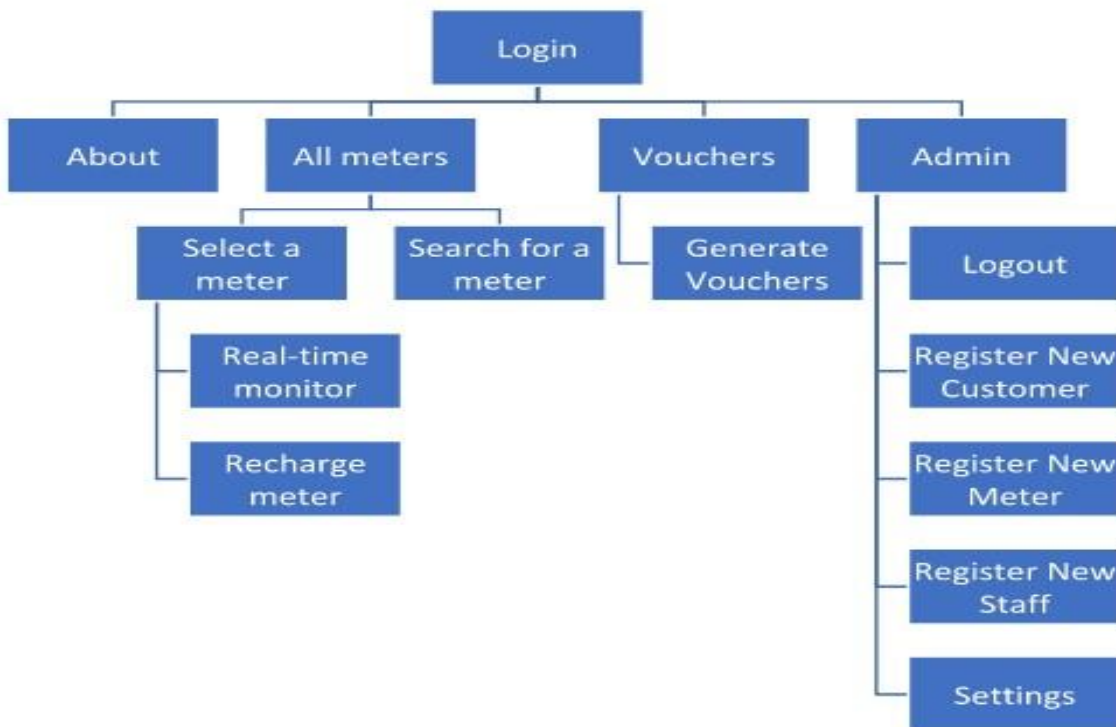 Login
About
All meters
Vouchers
Admin
Select a
meter
Search for a
meter
Generate
Vouchers
Logout
Real-time
monitor
Register New
Customer
Recharge
meter
Register New
Meter
Register New
Staff
Settings